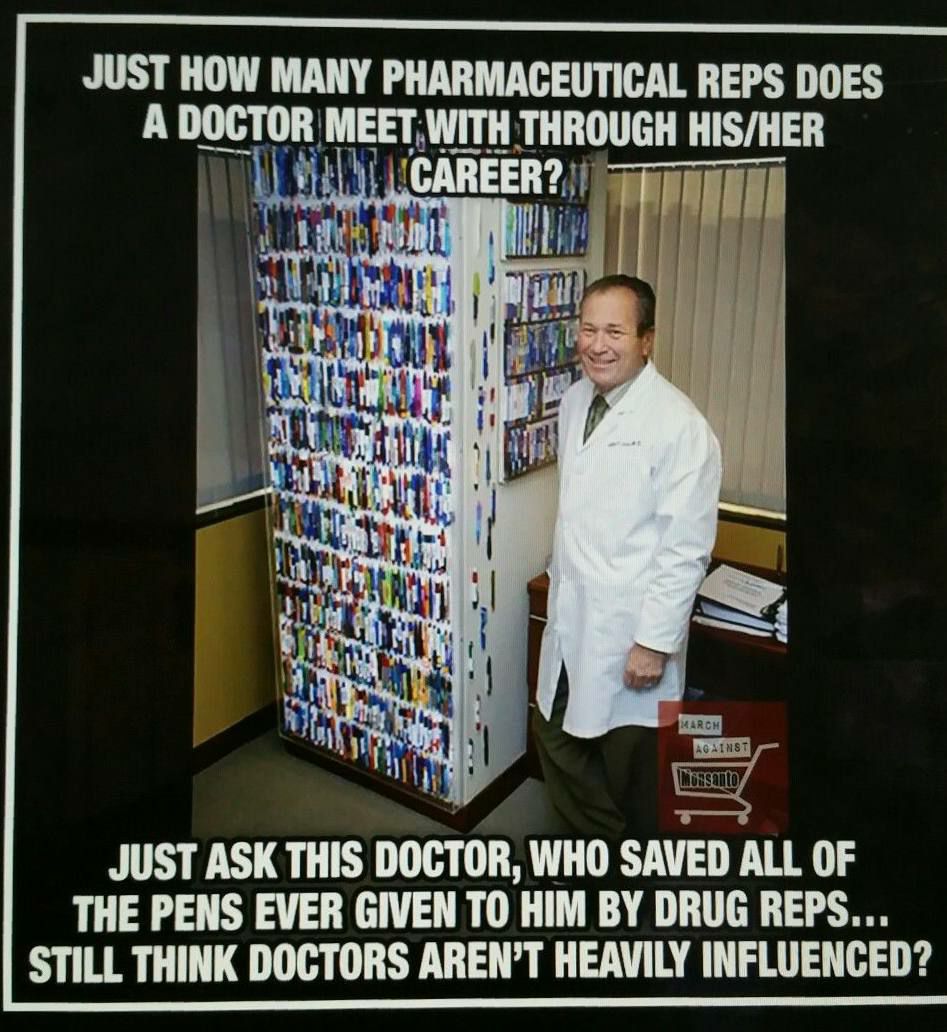 JUST HOW MANY PHARMACEUTICAL REPS DOES
A DOCTOR MEET WITH THROUGH HIS/HER
CAREER?
MARCH
AGAINST
Monsanto
JUST ASK THIS DOCTOR, WHO SAVED ALL OF
THE PENS EVER GIVEN TO HIM BY DRUG REPS...
STILL THINK DOCTORS AREN'T HEAVILY INFLUENCED?